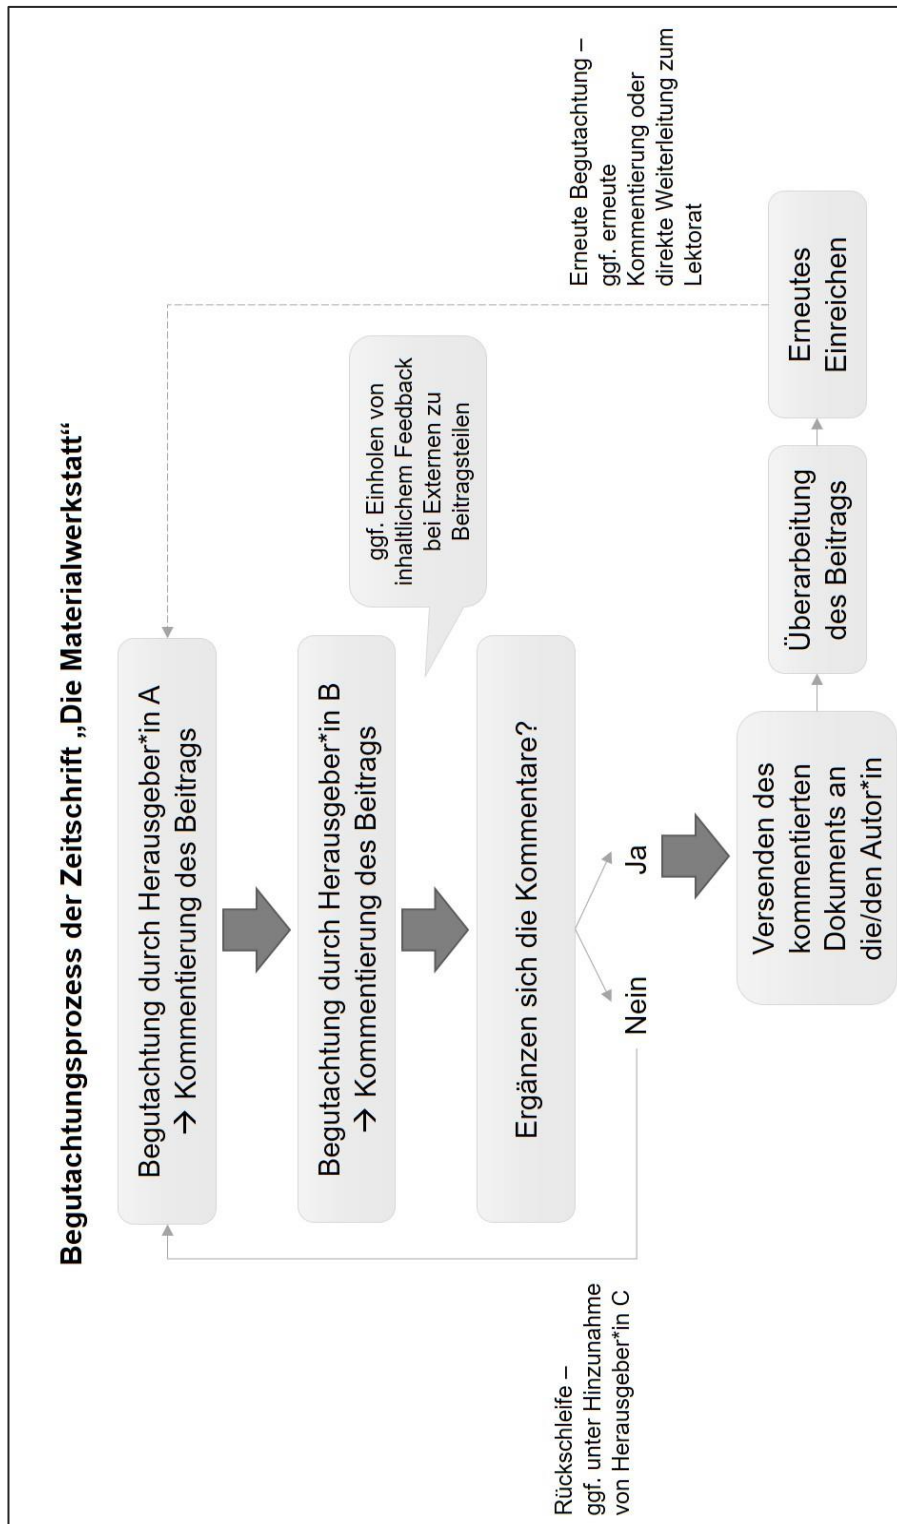 Begutachtungsprozess der Zeitschrift „Die Materialwerkstatt“
Begutachtung durch Herausgeber*in A
→ Kommentierung des Beitrags
Begutachtung durch Herausgeber*in B
→ Kommentierung des Beitrags
ggf. Einholen von
inhaltlichem Feedback
bei Externen zu
Beitragsteilen
Ergänzen sich die Kommentare?
Nein
Ja
Rückschleife –
ggf. unter Hinzunahme
von Herausgeber*in C
Versenden des
kommentierten
Dokuments an
die/den Autor*in
Überarbeitung
des Beitrags
Erneutes
Einreichen
Erneute Begutachtung –
ggf. erneute
Kommentierung oder
direkte Weiterleitung zum
Lektorat